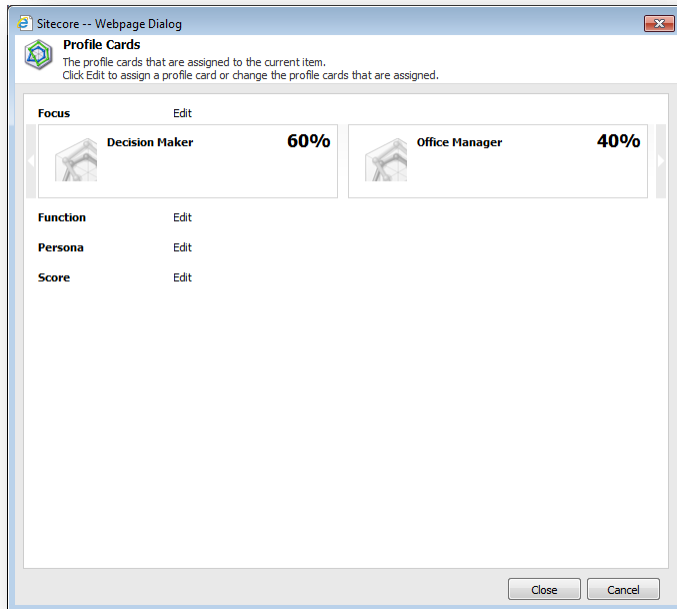 Sitecore -- Webpage Dialog
Profile Cards
The profile cards that are assigned to the current item.
Click Edit to assign a profile card or change the profile cards that are assigned.
Focus Edit
Decision Maker 60% Office Manager 40%
Function Edit
Persona Edit
Score Edit
Close Cancel